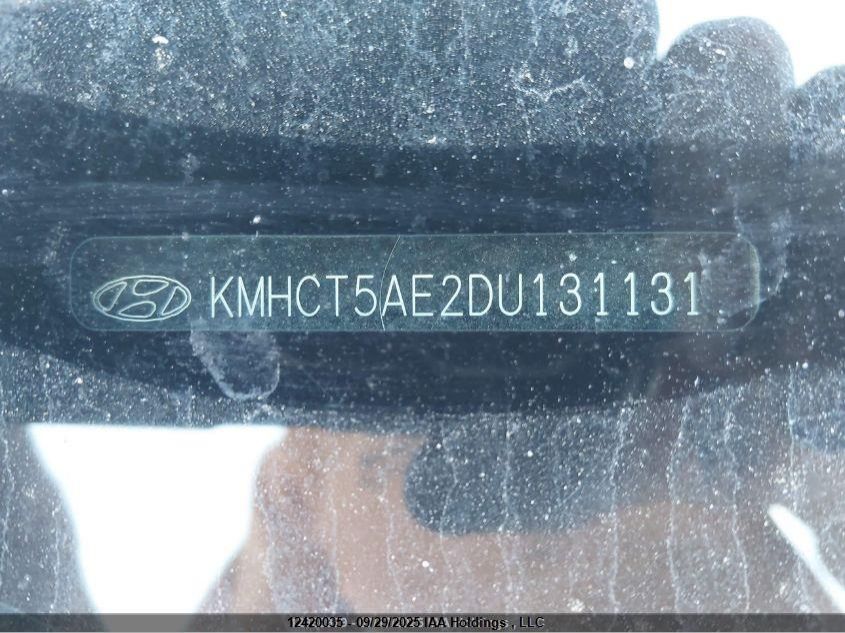 KMHCT5AE2DU131131
12420035 - 09/29/2025 IAA Holdings , LLC